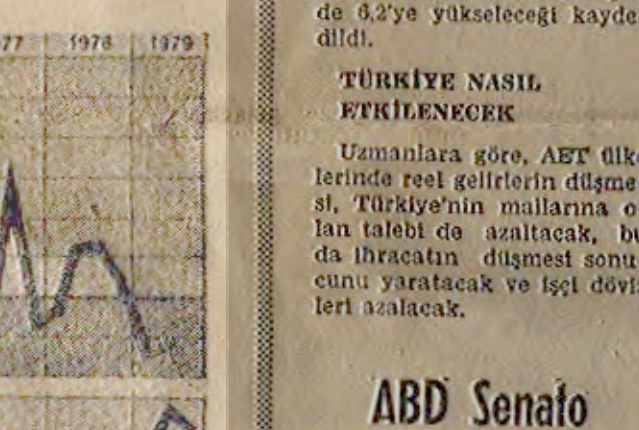 77 1978 1979
de 6,2'ye yükseleceği kayde
dildi.
TÜRKİYE NASIL
ETKİLENECEK
Uzmanlara göre, AET ülke
lerinde reel gelirlerin düşme
si, Türkiye'nin mallarına o
lan talebi de azaltacak, bu
da ihracatın düşmesi sonu
cunu yaratacak ve işçi döviz
leri azalacak.
ABD Senato